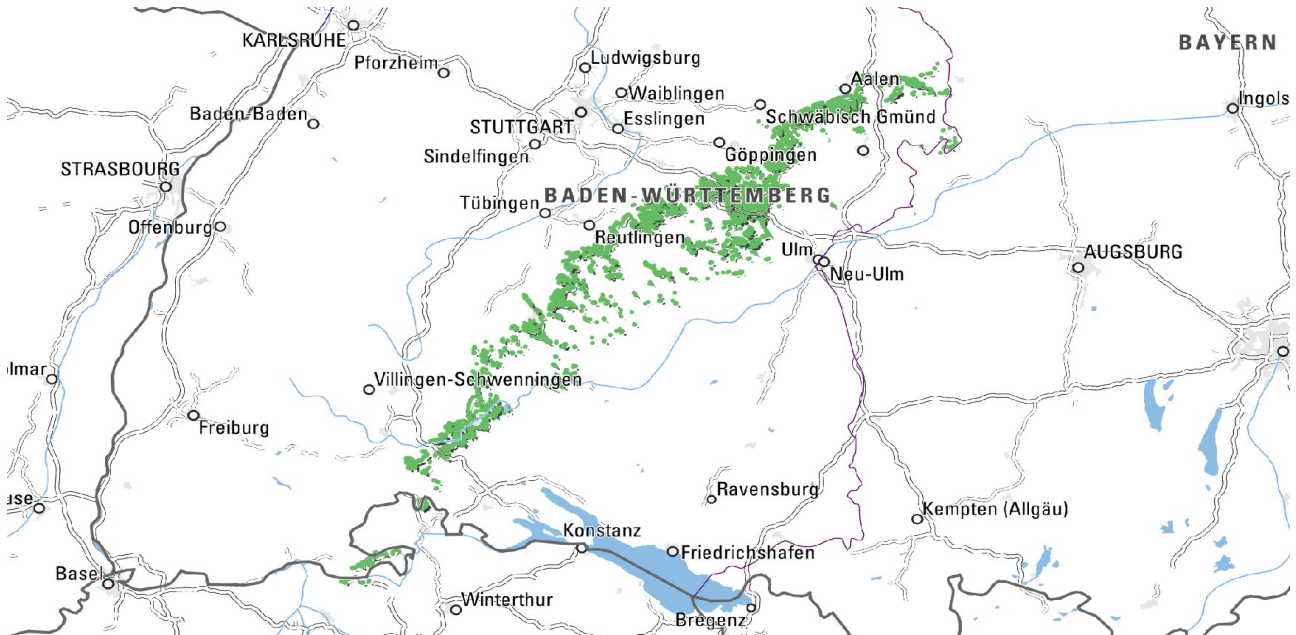 BAYERN
KARLSRUHE
Ludwigsburg
Pforzheim
Aalen
Waiblingen
Ingols
Baden-Baden
Schwäbisch Gmünd
Esslingen
STUTTGART
Göppingen
Sindelfingen
STRASBOURG
BADEN-WÜRTTEMBERG
Tübingen
Offenburg
Reutlingen
Ulm
AUGSBURG
Neu-Ulm
olmar
Villingen-Schwenningen
Freiburg
Ravensburg
use
Kempten (Allgäu)
Konstanz
Friedrichshafen
Basel
Winterthur
Bregenz